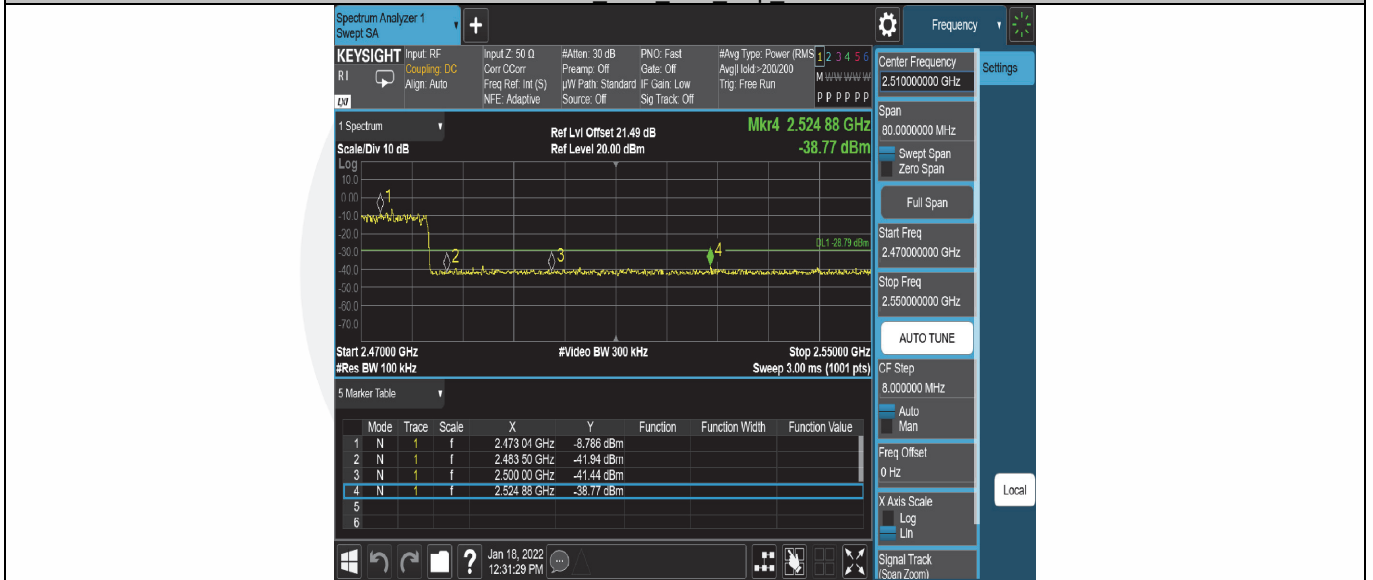 Spectrum Analyzer 1
Swept SA
Frequency
KEYSIGHT
R I
LXI
Input: RF
Coupling: DC
Align: Auto
Input Z: 50 Ω
Corr CCorr
Freq Ref: Int (S)
NFE: Adaptive
#Atten: 30 dB
Preamp: Off
µW Path: Standard
Source: Off
PNO: Fast
Gate: Off
IF Gain: Low
Sig Track: Off
#Avg Type: Power (RMS
Avg|Hold:>200/200
Trig: Free Run
1 2 3 4 5 6
M W W W W W
P P P P P P
1 Spectrum
Scale/Div 10 dB
Ref Lvl Offset 21.49 dB
Ref Level 20.00 dBm
Mkr4 2.524 88 GHz
-38.77 dBm
Log
10.0
0.00
-10.0
-20.0
-30.0
-40.0
-50.0
-60.0
-70.0
1
2
3
4
DL1 -28.79 dBm
Start 2.47000 GHz
#Res BW 100 kHz
#Video BW 300 kHz
Stop 2.55000 GHz
Sweep 3.00 ms (1001 pts)
5 Marker Table
Mode Trace Scale X Y Function Function Width Function Value
1 N 1 f 2.473 04 GHz -8.786 dBm
2 N 1 f 2.483 50 GHz -41.94 dBm
3 N 1 f 2.500 00 GHz -41.44 dBm
4 N 1 f 2.524 88 GHz -38.77 dBm
5
6
Jan 18, 2022
12:31:29 PM
Center Frequency
2.510000000 GHz
Span
80.0000000 MHz
Swept Span
Zero Span
Full Span
Start Freq
2.470000000 GHz
Stop Freq
2.550000000 GHz
AUTO TUNE
CF Step
8.000000 MHz
Auto
Man
Freq Offset
0 Hz
X Axis Scale
Log
Lin
Signal Track
(Span Zoom)
Settings
Local